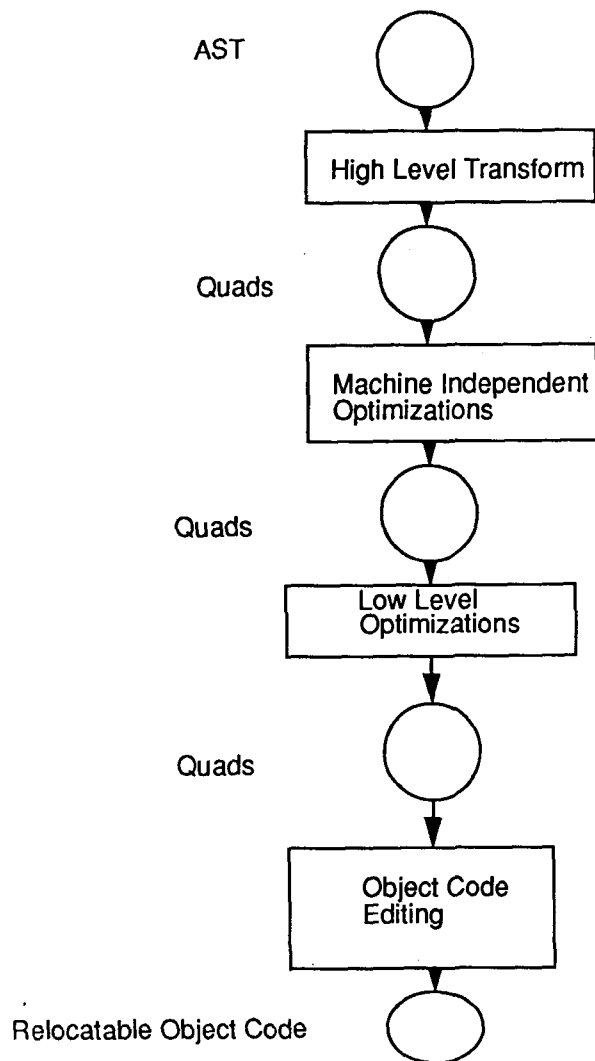 AST
High Level Transform
Quads
Machine Independent
Optimizations
Quads
Low Level
Optimizations
Quads
Object Code
Editing
Relocatable Object Code